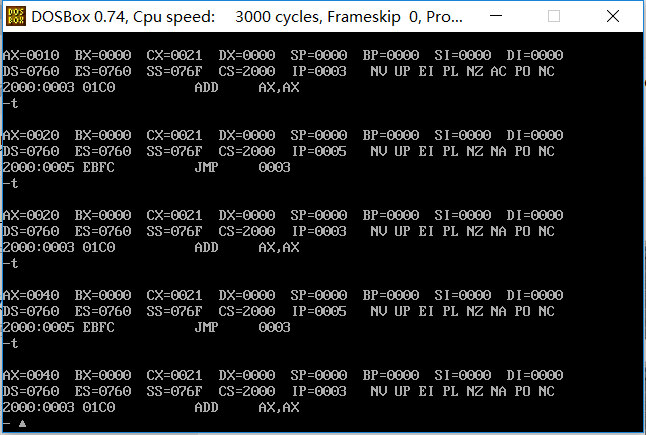 DOS BOX DOSBox 0.74, Cpu speed: 3000 cycles, Frameskip 0, Pro...
AX=0010 BX=0000 CX=0021 DX=0000 SP=0000 BP=0000 SI=0000 DI=0000
DS=0760 ES=0760 SS=076F CS=2000 IP=0003 NV UP EI PL NZ AC PO NC
2000:0003 01C0 ADD AX,AX
-t
AX=0020 BX=0000 CX=0021 DX=0000 SP=0000 BP=0000 SI=0000 DI=0000
DS=0760 ES=0760 SS=076F CS=2000 IP=0005 NV UP EI PL NZ NA PO NC
2000:0005 EBFC JMP 0003
-t
AX=0020 BX=0000 CX=0021 DX=0000 SP=0000 BP=0000 SI=0000 DI=0000
DS=0760 ES=0760 SS=076F CS=2000 IP=0003 NV UP EI PL NZ NA PO NC
2000:0003 01C0 ADD AX,AX
-t
AX=0040 BX=0000 CX=0021 DX=0000 SP=0000 BP=0000 SI=0000 DI=0000
DS=0760 ES=0760 SS=076F CS=2000 IP=0005 NV UP EI PL NZ NA PO NC
2000:0005 EBFC JMP 0003
-t
AX=0040 BX=0000 CX=0021 DX=0000 SP=0000 BP=0000 SI=0000 DI=0000
DS=0760 ES=0760 SS=076F CS=2000 IP=0003 NV UP EI PL NZ NA PO NC
2000:0003 01C0 ADD AX,AX
-